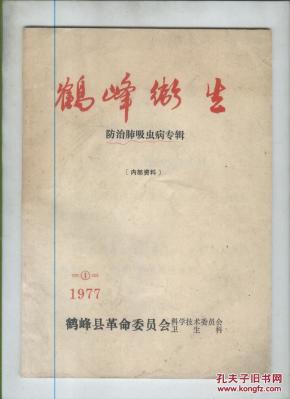 鹤峰卫生
防治肺吸虫病专辑
〔内部资料〕
①
1977
鹤峰县革命委员会 科学技术委员会
卫生科
孔夫子旧书网